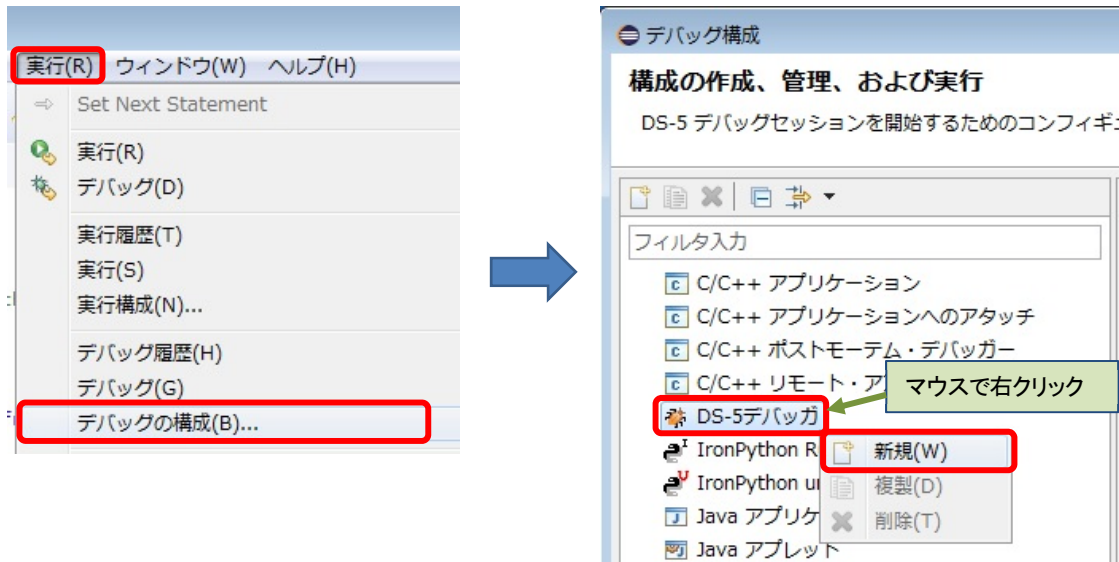 実行(R) ウィンドウ(W) ヘルプ(H)
Set Next Statement
実行(R)
デバッグ(D)
実行履歴(T)
実行(S)
実行構成(N)...
デバッグ履歴(H)
デバッグ(G)
デバッグの構成(B)...
デバッグ構成
構成の作成、管理、および実行
DS-5 デバッグセッションを開始するためのコンフィギ
フィルタ入力
C/C++ アプリケーション
C/C++ アプリケーションへのアタッチ
C/C++ ポストモーテム・デバッガー
C/C++ リモート・ア
マウスで右クリック
DS-5デバッガ
IronPython R
新規(W)
IronPython u
複製(D)
Java アプリケ
削除(T)
Java アプレット